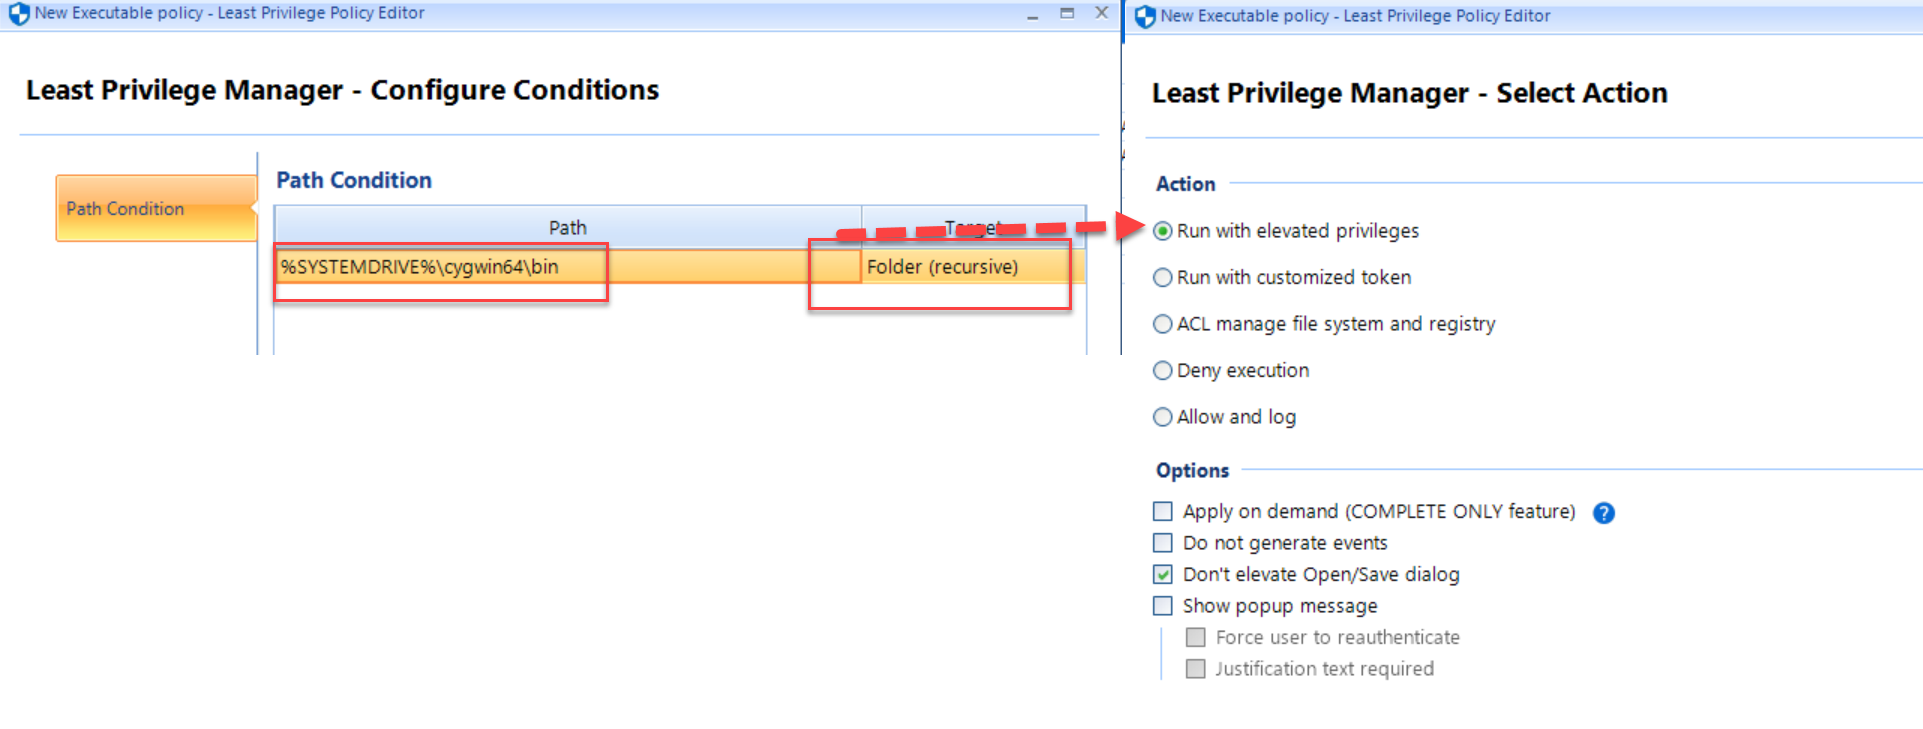 New Executable policy - Least Privilege Policy Editor
Least Privilege Manager - Configure Conditions
Path Condition
Path Condition
Path Target
%SYSTEMDRIVE%\cygwin64\bin Folder (recursive)
New Executable policy - Least Privilege Policy Editor
Least Privilege Manager - Select Action
Action
Run with elevated privileges
Run with customized token
ACL manage file system and registry
Deny execution
Allow and log
Options
Apply on demand (COMPLETE ONLY feature) ?
Do not generate events
Don't elevate Open/Save dialog
Show popup message
Force user to reauthenticate
Justification text required